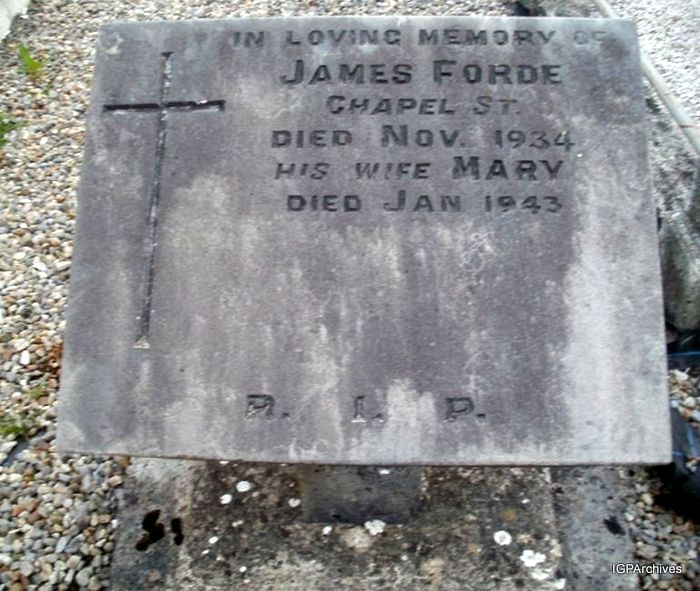 IN LOVING MEMORY OF
JAMES FORDE
CHAPEL ST.
DIED NOV. 1934
HIS WIFE MARY
DIED JAN 1943
R. I. P.
IGPArchives